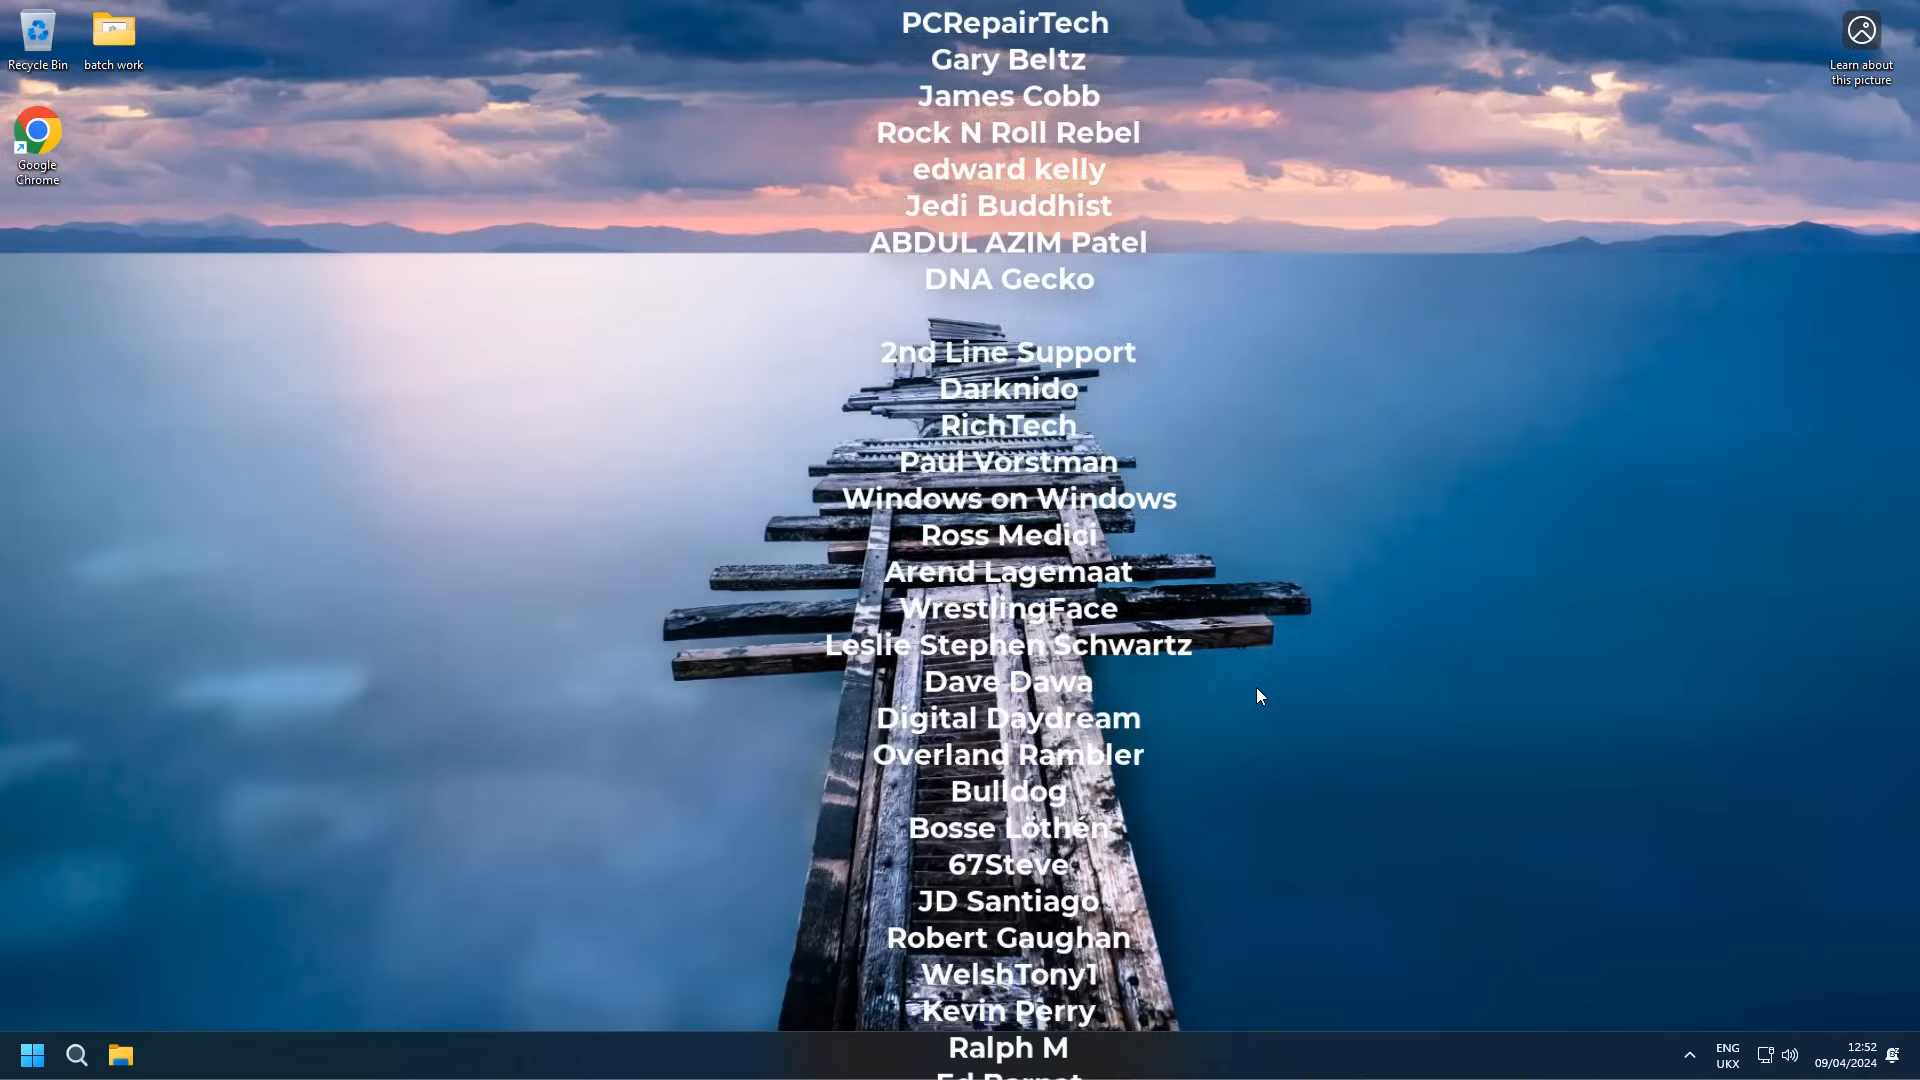 PCRepairTech
Gary Beltz
James Cobb
Rock N Roll Rebel
edward kelly
Jedi Buddhist
ABDUL AZIM Patel
DNA Gecko
2nd Line Support
Darknido
RichTech
Paul Vorstman
Windows on Windows
Ross Medici
Arend Lagemaat
WrestlingFace
Leslie Stephen Schwartz
Dave Dawa
Digital Daydream
Overland Rambler
Bulldog
Bosse Löthén
67Steve
JD Santiago
Robert Gaughan
WelshTony1
Kevin Perry
Ralph M
Recycle Bin
batch work
Google
Chrome
Learn about
this picture
ENG
UKX
12:52
09/04/2024